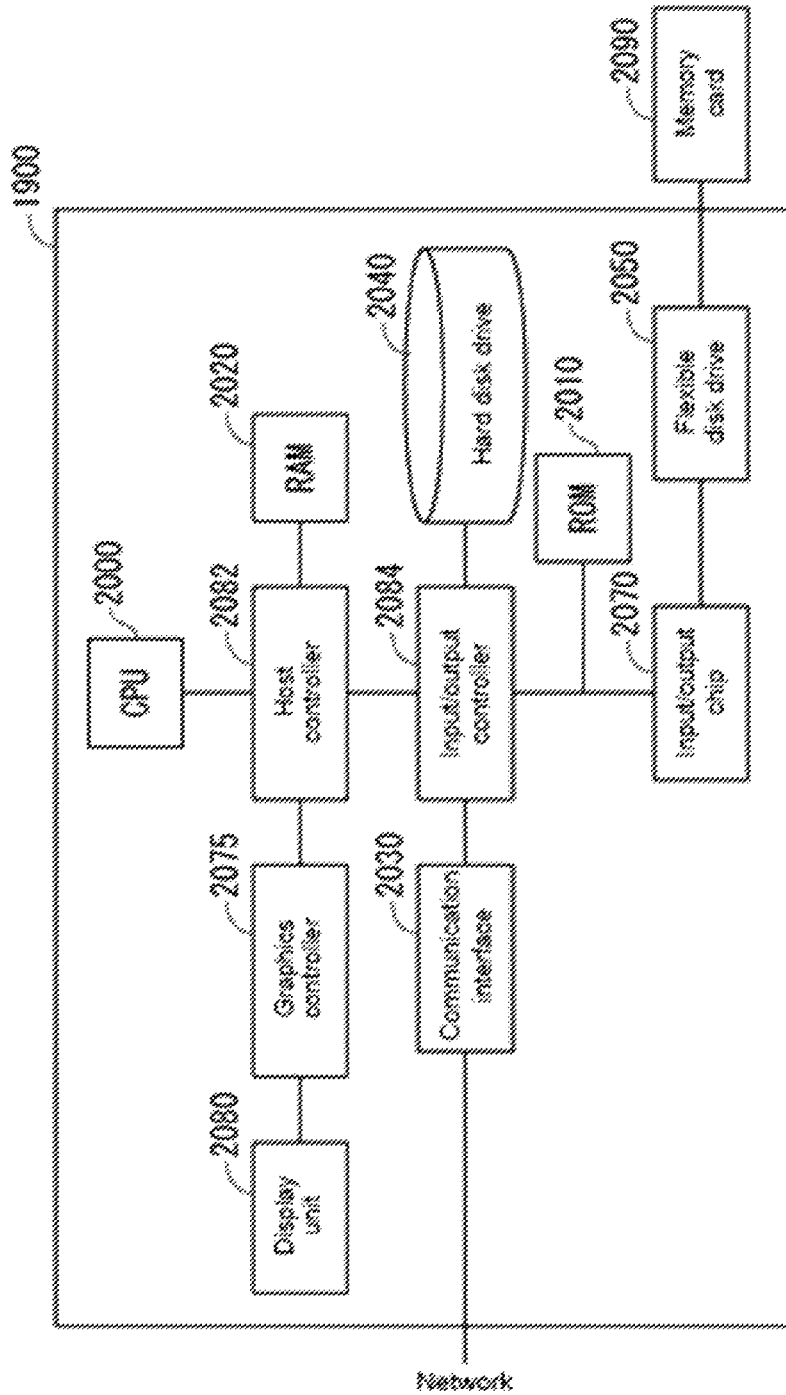 1900
2000
CPU
2080
Display
unit
2075
Graphics
controller
2082
Host
controller
2020
RAM
2030
Communication
interface
2084
Input/output
controller
2040
Hard disk drive
2010
ROM
2070
Input/output
chip
2050
Flexible
disk drive
2090
Memory
card
Network